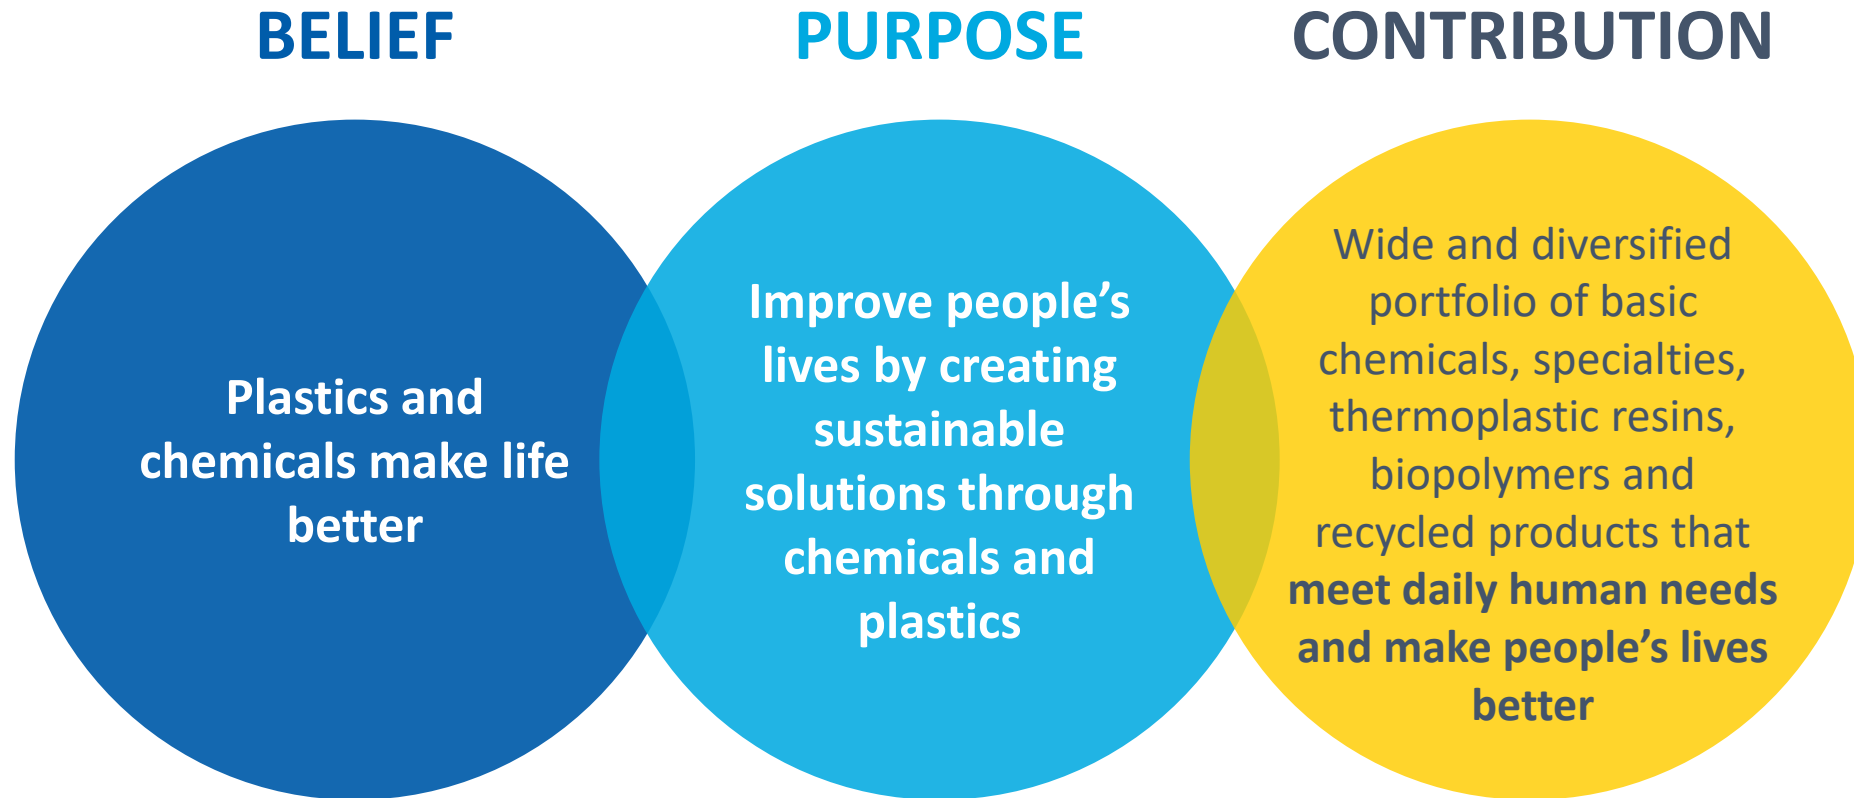 BELIEF
Plastics and
chemicals make life
better
PURPOSE
Improve people’s
lives by creating
sustainable
solutions through
chemicals and
plastics
CONTRIBUTION
Wide and diversified
portfolio of basic
chemicals, specialties,
thermoplastic resins,
biopolymers and
recycled products that
meet daily human needs
and make people’s lives
better